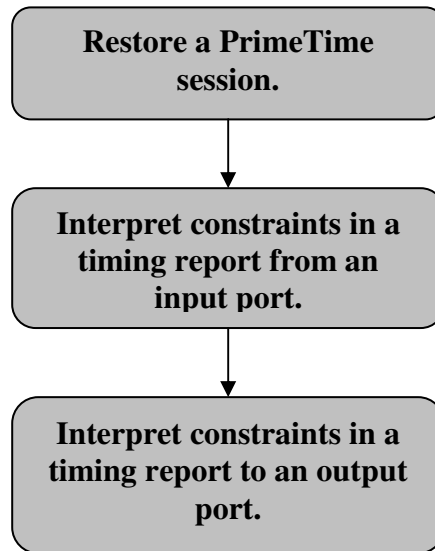 Restore a PrimeTime
session.
Interpret constraints in a
timing report from an
input port.
Interpret constraints in a
timing report to an output
port.